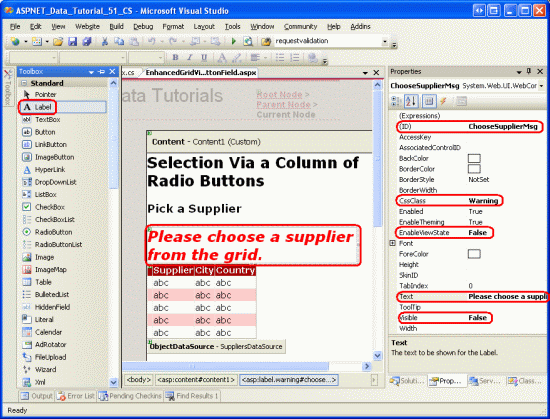 ASPNET_Data_Tutorial_51_CS - Microsoft Visual Studio
File Edit View Website Build Debug Format Layout Tools Window Community Help Addins
requestvalidation
Toolbox
Standard
Pointer
Label
TextBox
Button
LinkButton
ImageButton
HyperLink
DropDownList
ListBox
CheckBox
CheckBoxList
RadioButton
RadioButtonList
Image
ImageMap
Table
BulletedList
HiddenField
Literal
Calendar
AdRotator
FileUpload
Wizard
Xml
x.cs EnhancedGridVi...ttonField.aspx
ata Tutorials
Root Node >
Parent Node >
Current Node
Content - Content1 (Custom)
Selection Via a Column of
Radio Buttons
Pick a Supplier
Please choose a supplier
from the grid.
Supplier City Country
abc abc abc
abc abc abc
abc abc abc
abc abc abc
abc abc abc
ObjectDataSource - SuppliersDataSource
<body> <asp:content#content1> <asp:label.warning#choose...>
Properties
ChooseSupplierMsg System.Web.UI.WebCor
(Expressions)
(ID) ChooseSupplierMsg
AccessKey
AssociatedControlID
BackColor
BorderColor
BorderStyle NotSet
BorderWidth
CssClass Warning
Enabled True
EnableTheming True
EnableViewState False
Font
ForeColor
Height
SkinID
TabIndex 0
Text Please choose a suppli
ToolTip
Visible False
Width
Text
The text to be shown for the Label.
Soluti... Prop... Serv... Class...
Output Error List Pending Checkins Find Results 1
Ready